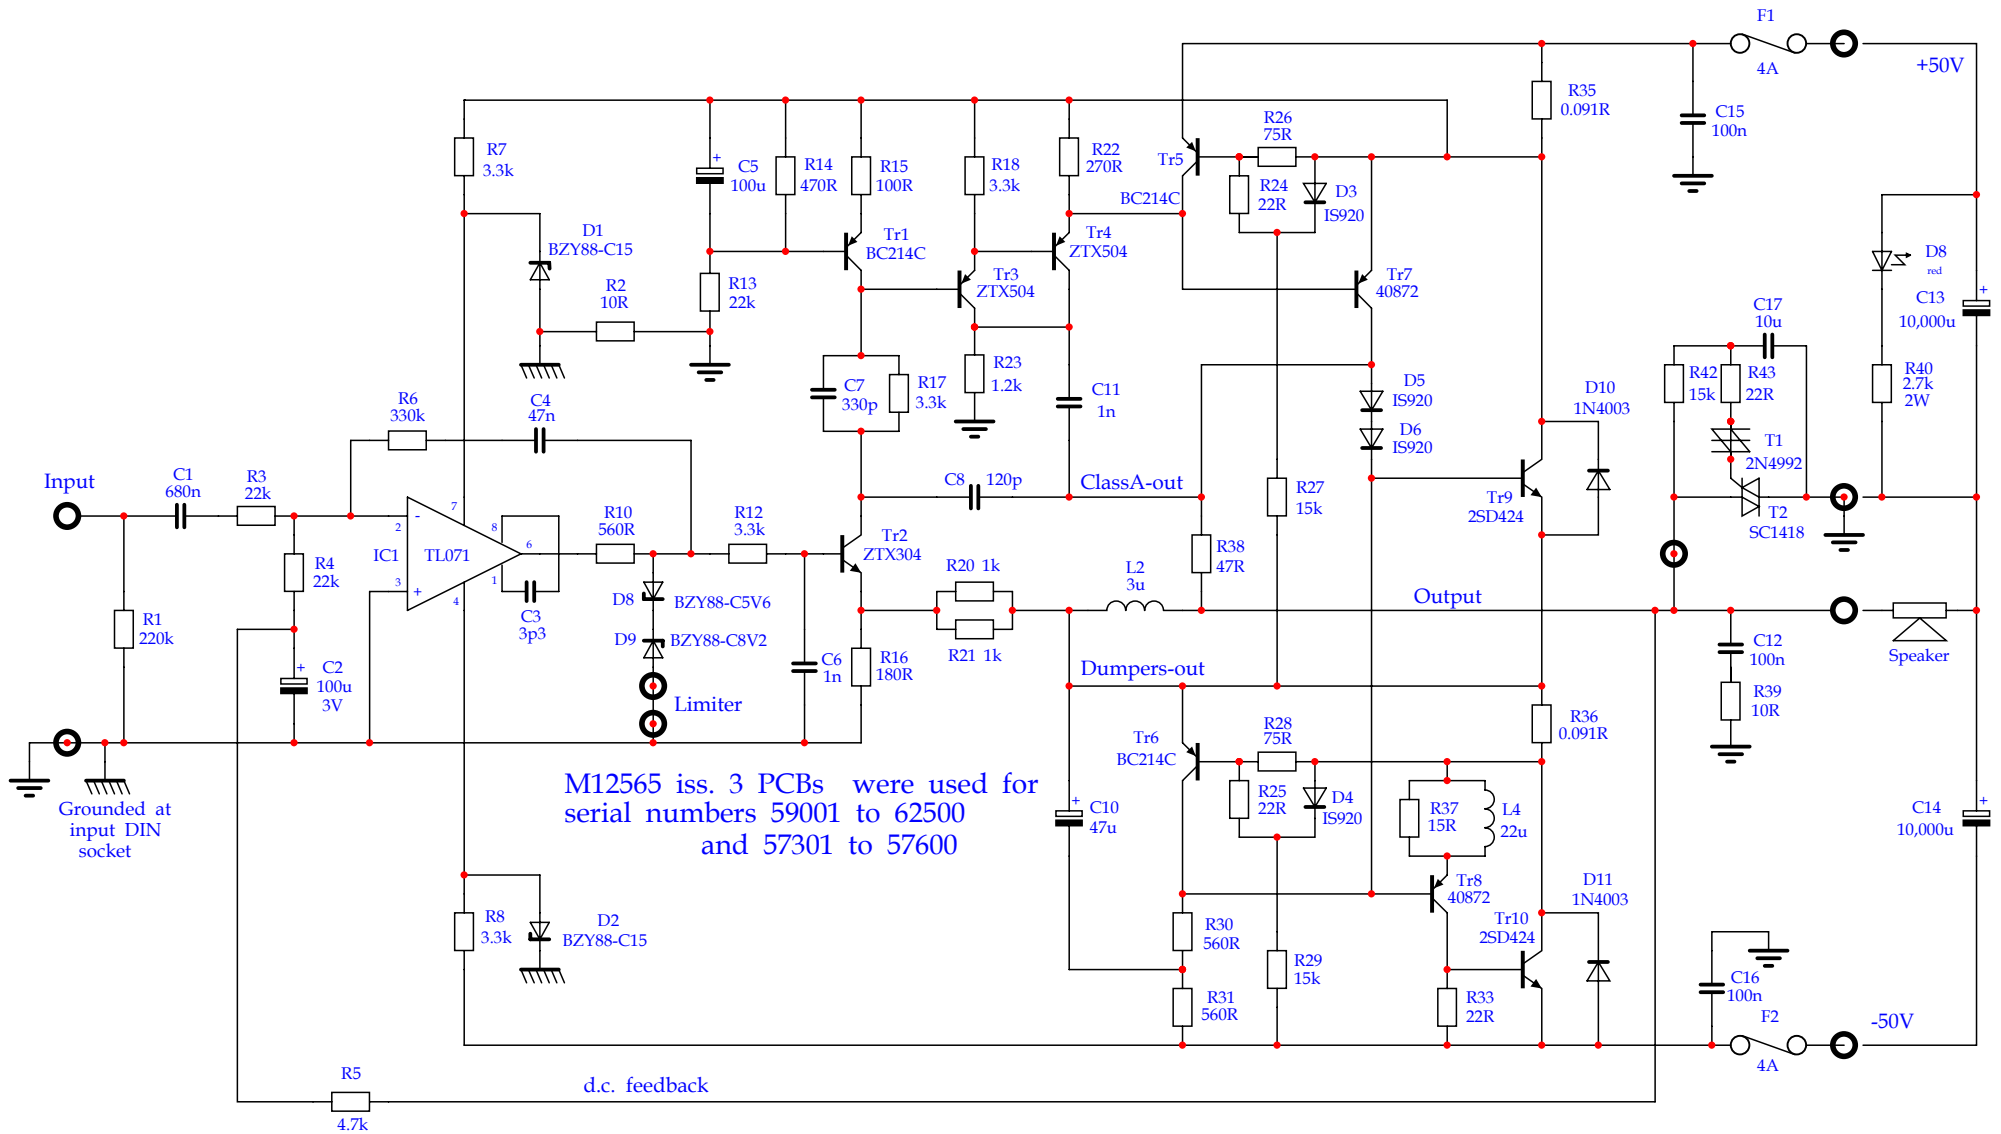 F1
4A
+50V
R35
0.091R
C15
100n
R7
3.3k
+
C5
100u
R14
470R
R15
100R
R18
3.3k
R22
270R
Tr5
BC214C
R26
75R
R24
22R
D3
IS920
D1
BZY88-C15
R2
10R
R13
22k
Tr1
BC214C
Tr3
ZTX504
Tr4
ZTX504
Tr7
40872
D8
red
+
C13
10,000u
C17
10u
R42
15k
R43
22R
R40
2.7k
2W
T1
2N4992
T2
SC1418
R6
330k
C4
47n
C7
330p
R17
3.3k
R23
1.2k
C11
1n
D5
IS920
D6
IS920
D10
1N4003
Input
C1
680n
R3
22k
C8
120p
ClassA-out
R27
15k
Tr9
2SD424
7
-
2
8
6
IC1
TL071
3
+
1
4
R10
560R
R12
3.3k
Tr2
ZTX304
R4
22k
C3
3p3
D8
BZY88-C5V6
D9
BZY88-C8V2
R20 1k
R21 1k
L2
3u
R38
47R
Output
R1
220k
+
C2
100u
3V
Limiter
C6
1n
R16
180R
Dumpers-out
C12
100n
R39
10R
Speaker
R36
0.091R
Tr6
BC214C
R28
75R
R25
22R
D4
IS920
R37
15R
L4
22u
+
C10
47u
+
C14
10,000u
Grounded at
input DIN
socket
M12565 iss. 3 PCBs were used for
serial numbers 59001 to 62500
and 57301 to 57600
Tr8
40872
D11
1N4003
Tr10
2SD424
R8
3.3k
D2
BZY88-C15
R30
560R
R29
15k
R31
560R
R33
22R
C16
100n
F2
4A
-50V
R5
4.7k
d.c. feedback